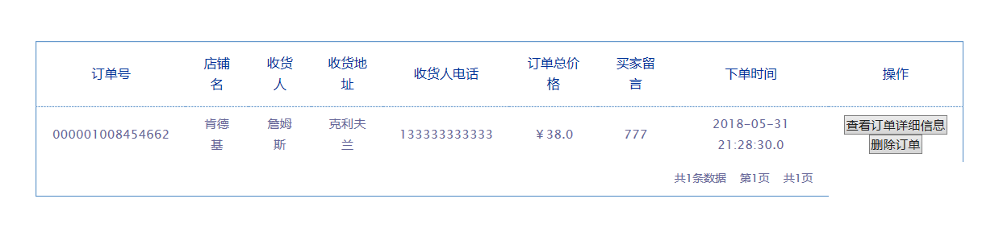 订单号 店铺名 收货人 收货地址 收货人电话 订单总价格 买家留言 下单时间 操作
000001008454662 肯德基 詹姆斯 克利夫兰 133333333333 ￥38.0 777 2018-05-31 21:28:30.0 查看订单详细信息 删除订单
共1条数据 第1页 共1页